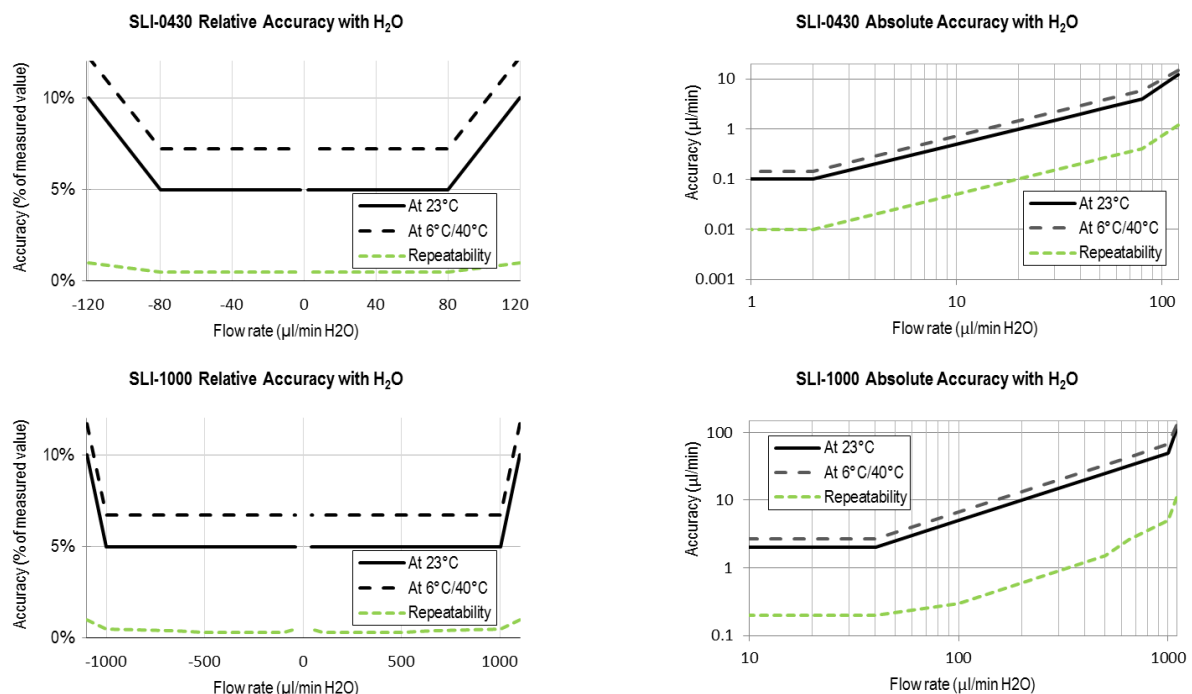 SLI-0430 Relative Accuracy with H₂O
Accuracy (% of measured value)
10%
5%
0%
At 23°C
At 6°C/40°C
Repeatability
-120 -80 -40 0 40 80 120
Flow rate (µl/min H2O)
SLI-0430 Absolute Accuracy with H₂O
Accuracy (µl/min)
10
1
0.1
0.01
0.001
At 23°C
At 6°C/40°C
Repeatability
1 10 100
Flow rate (µl/min H2O)
SLI-1000 Relative Accuracy with H₂O
Accuracy (% of measured value)
10%
5%
0%
At 23°C
At 6°C/40°C
Repeatability
-1000 -500 0 500 1000
Flow rate (µl/min H2O)
SLI-1000 Absolute Accuracy with H₂O
Accuracy (µl/min)
100
10
1
0.1
At 23°C
At 6°C/40°C
Repeatability
10 100 1000
Flow rate (µl/min H2O)